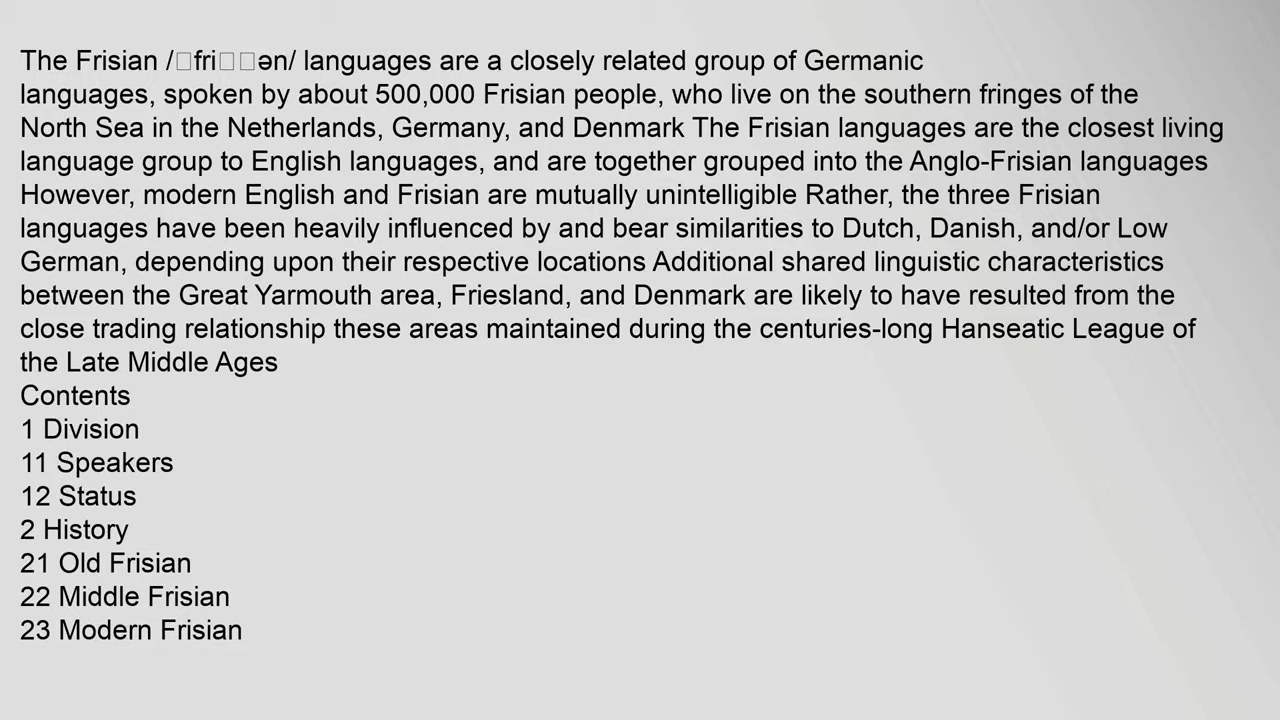 The Frisian /□fri□□ən/ languages are a closely related group of Germanic
languages, spoken by about 500,000 Frisian people, who live on the southern fringes of the
North Sea in the Netherlands, Germany, and Denmark The Frisian languages are the closest living
language group to English languages, and are together grouped into the Anglo-Frisian languages
However, modern English and Frisian are mutually unintelligible Rather, the three Frisian
languages have been heavily influenced by and bear similarities to Dutch, Danish, and/or Low
German, depending upon their respective locations Additional shared linguistic characteristics
between the Great Yarmouth area, Friesland, and Denmark are likely to have resulted from the
close trading relationship these areas maintained during the centuries-long Hanseatic League of
the Late Middle Ages
Contents
1 Division
11 Speakers
12 Status
2 History
21 Old Frisian
22 Middle Frisian
23 Modern Frisian